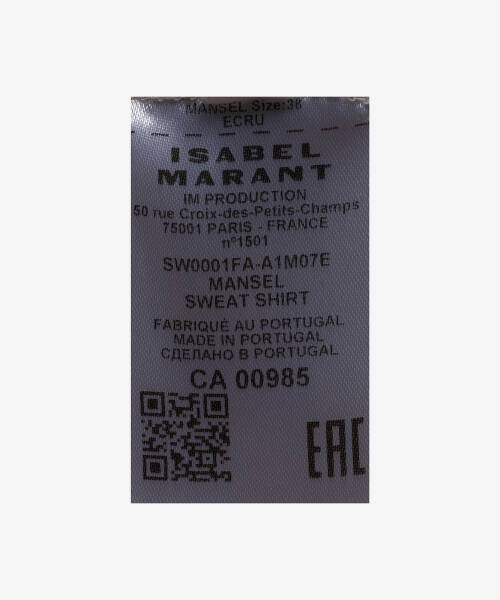 MANSEL Size:38
ECRU
ISABEL
MARANT
IM PRODUCTION
50 rue Croix-des-Petits-Champs
75001 PARIS - FRANCE
n°1501
SW0001FA-A1M07E
MANSEL
SWEAT SHIRT
FABRIQUÉ AU PORTUGAL
MADE IN PORTUGAL
СДЕЛАНО В PORTUGAL
CA 00985
EAC